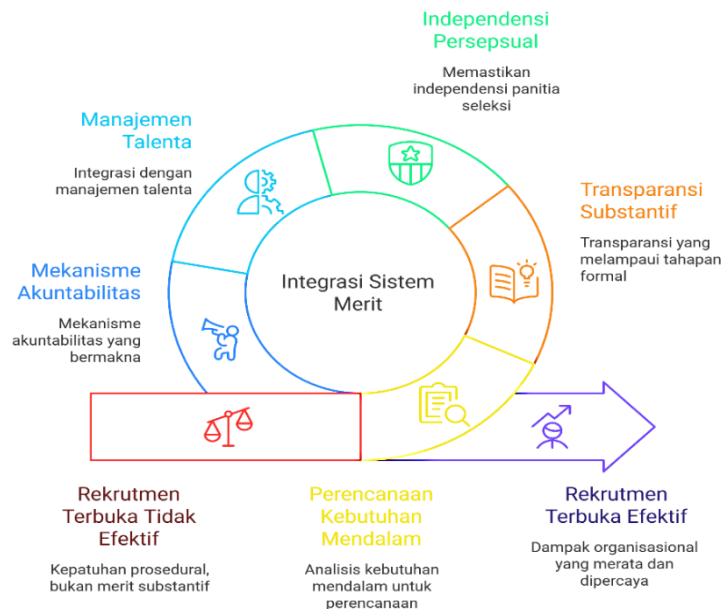 Independensi
Persepsual
Memastikan
independensi panitia
seleksi
Manajemen
Talenta
Integrasi dengan
manajemen talenta
Transparansi
Substantif
Transparansi yang
melampaui tahapan
formal
Mekanisme
Akuntabilitas
Mekanisme
akuntabilitas yang
bermakna
Integrasi Sistem
Merit
Rekrutmen
Terbuka Tidak
Efektif
Kepatuhan prosedural,
bukan merit substantif
Perencanaan
Kebutuhan
Mendalam
Analisis kebutuhan
mendalam untuk
perencanaan
Rekrutmen
Terbuka Efektif
Dampak organisasional
yang merata dan
dipercaya